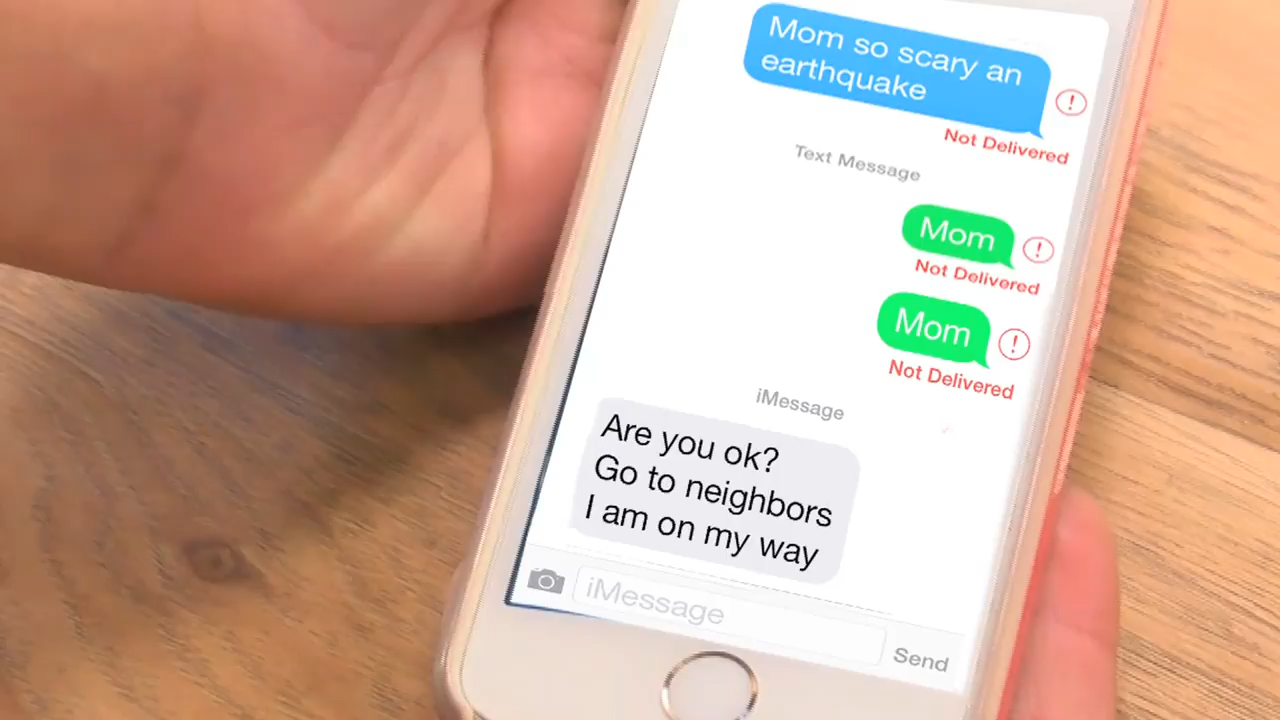 Mom so scary an
earthquake
Not Delivered
Text Message
Mom
Not Delivered
Mom
Not Delivered
iMessage
Are you ok?
Go to neighbors
I am on my way
iMessage
Send